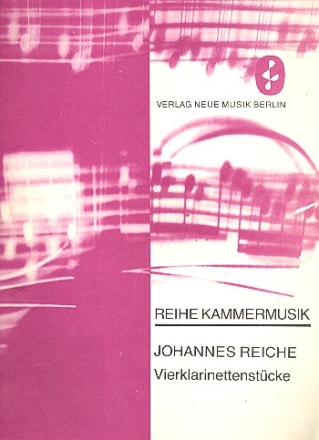 VERLAG NEUE MUSIK BERLIN
REIHE KAMMERMUSIK
JOHANNES REICHE
Vierklarinettenstücke